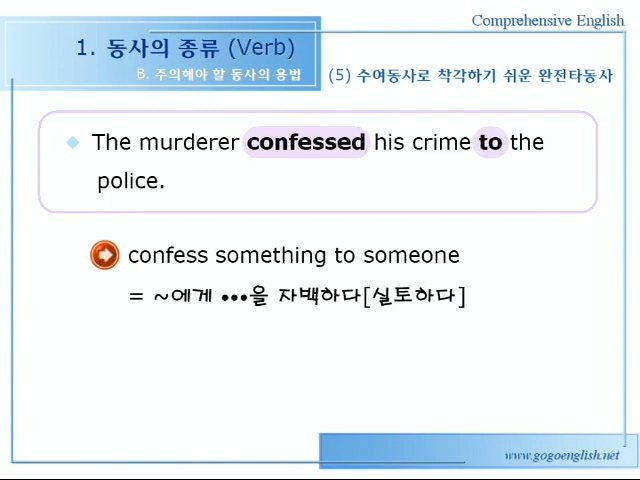 Comprehensive English
1. 동사의 종류 (Verb)
B. 주의해야 할 동사의 용법
(5) 수여동사로 착각하기 쉬운 완전타동사
The murderer confessed his crime to the
police.
confess something to someone
= ~에게 •••을 자백하다[실토하다]
www.gogoenglish.net